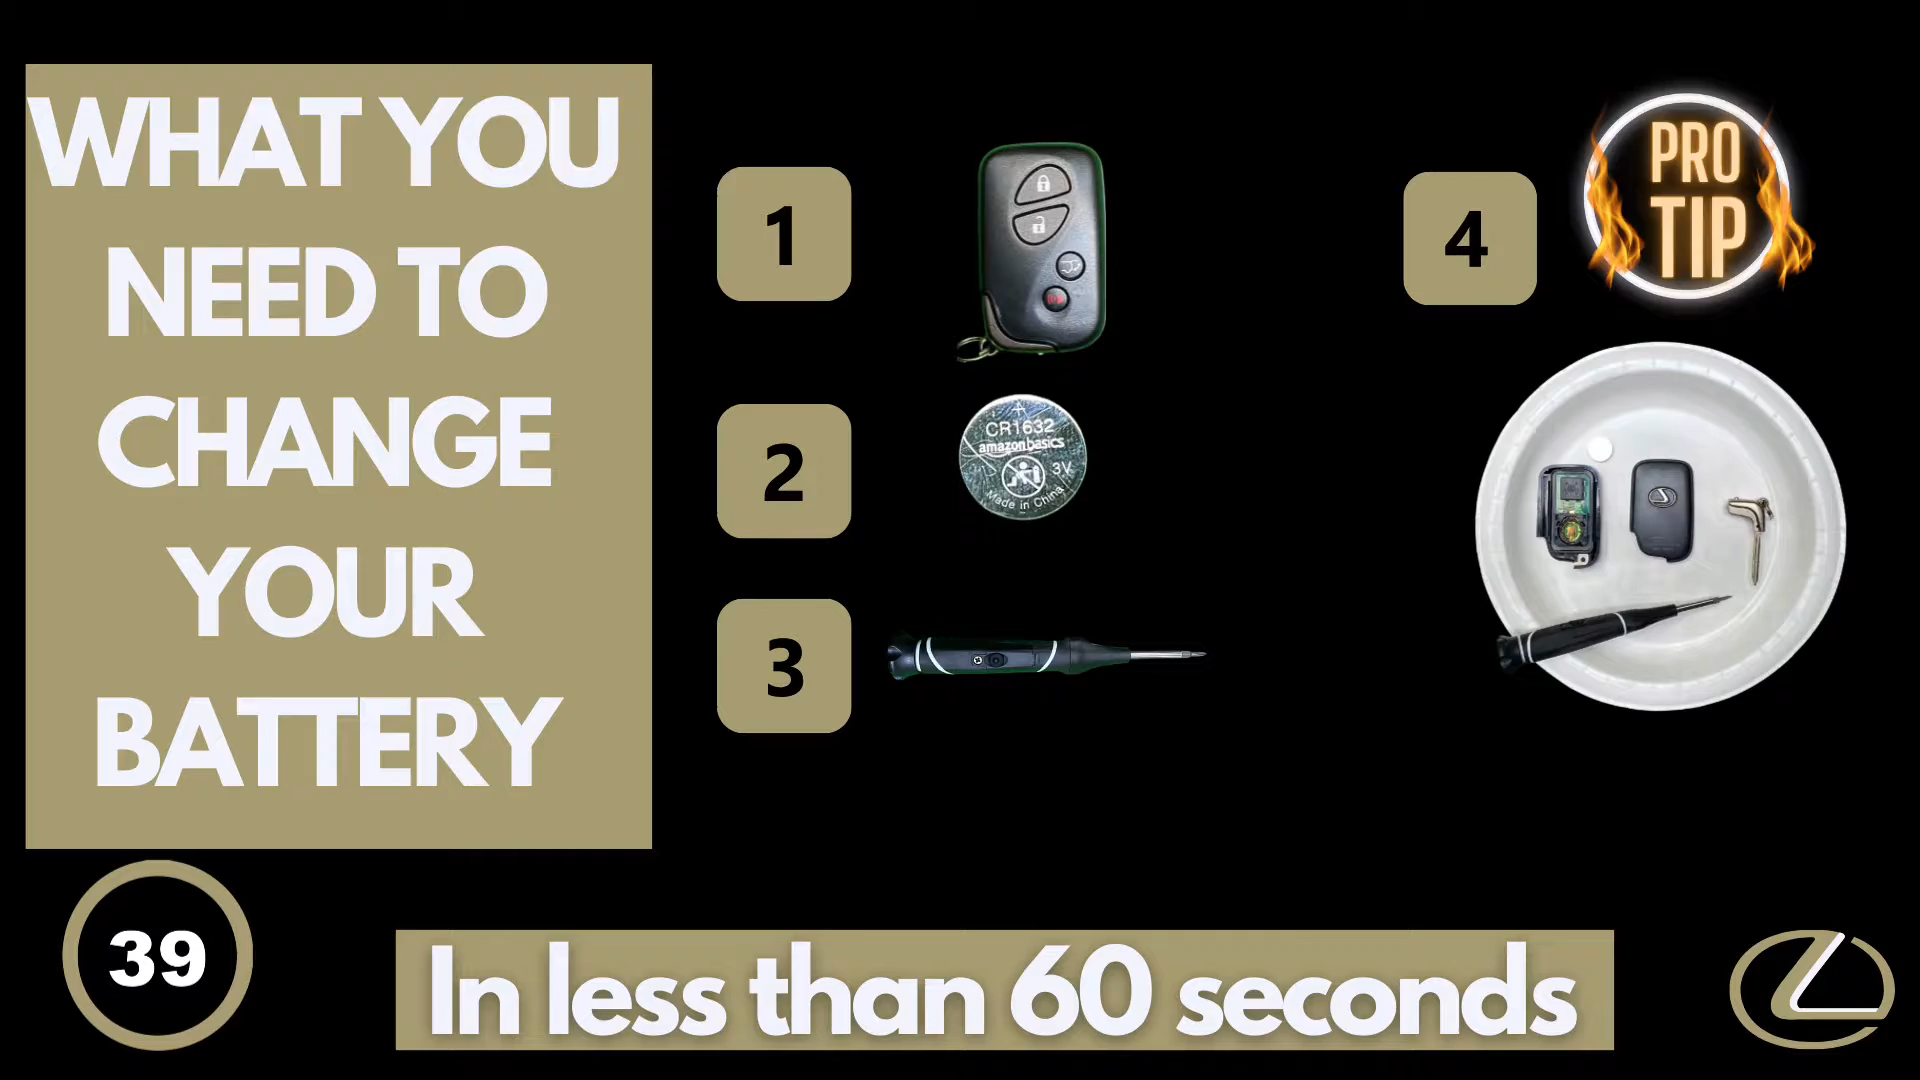 WHAT YOU
NEED TO
CHANGE
YOUR
BATTERY
1
2
CR1632
amazonbasics
3V
Made in China
3
4
PRO
TIP
39
In less than 60 seconds